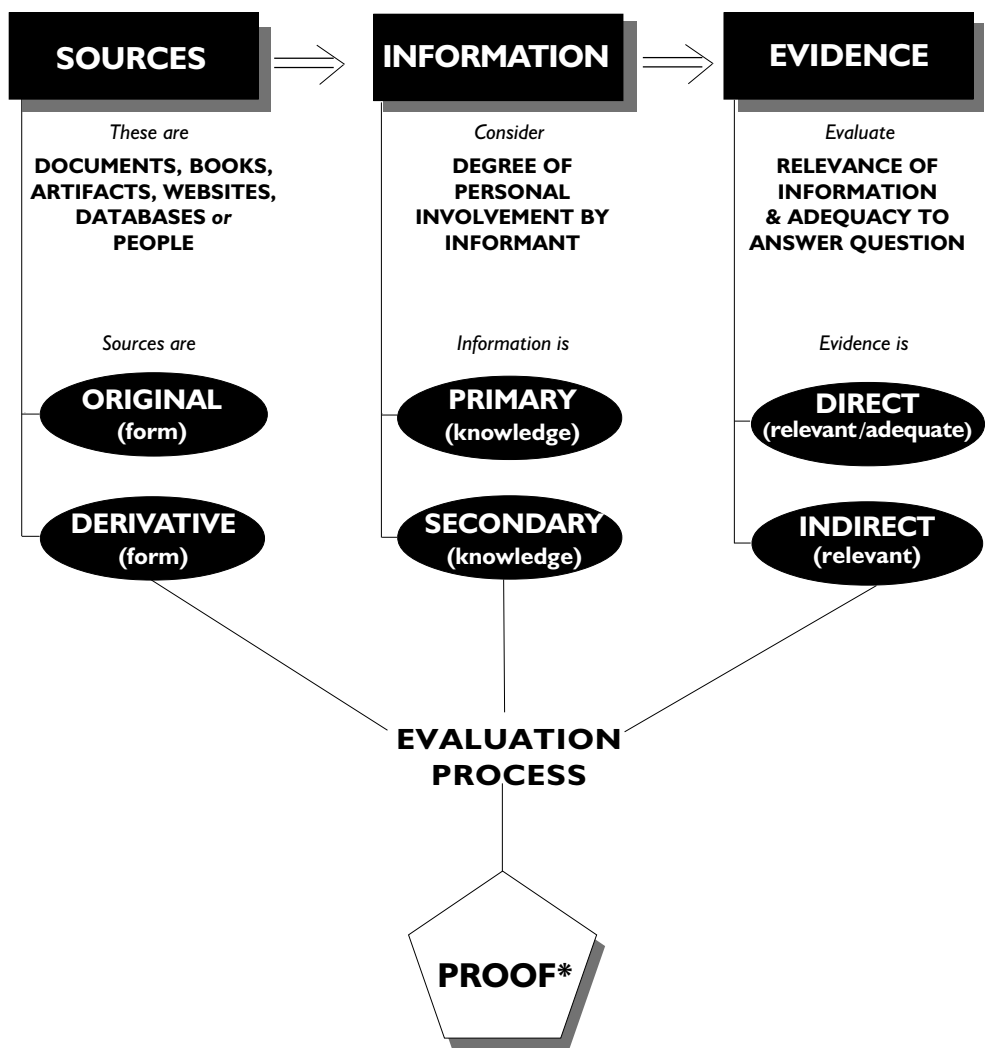 SOURCES
INFORMATION
EVIDENCE
These are
DOCUMENTS, BOOKS,
ARTIFACTS, WEBSITES,
DATABASES or
PEOPLE
Consider
DEGREE OF
PERSONAL
INVOLVEMENT BY
INFORMANT
Evaluate
RELEVANCE OF
INFORMATION
& ADEQUACY TO
ANSWER QUESTION
Sources are
ORIGINAL
(form)
DERIVATIVE
(form)
Information is
PRIMARY
(knowledge)
SECONDARY
(knowledge)
Evidence is
DIRECT
(relevant/adequate)
INDIRECT
(relevant)
EVALUATION
PROCESS
PROOF*